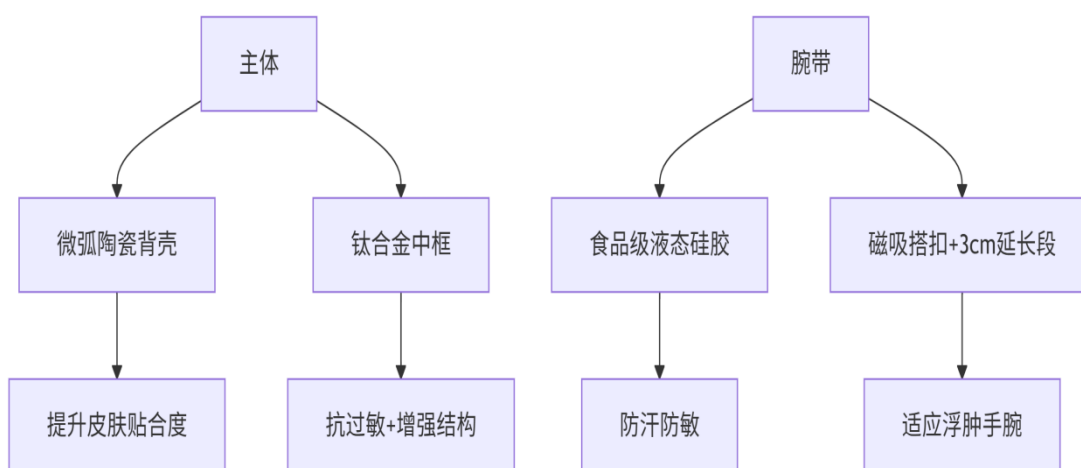 主体
腕带
微弧陶瓷背壳
钛合金中框
食品级液态硅胶
磁吸搭扣+3cm延长段
提升皮肤贴合度
抗过敏+增强结构
防汗防敏
适应浮肿手腕